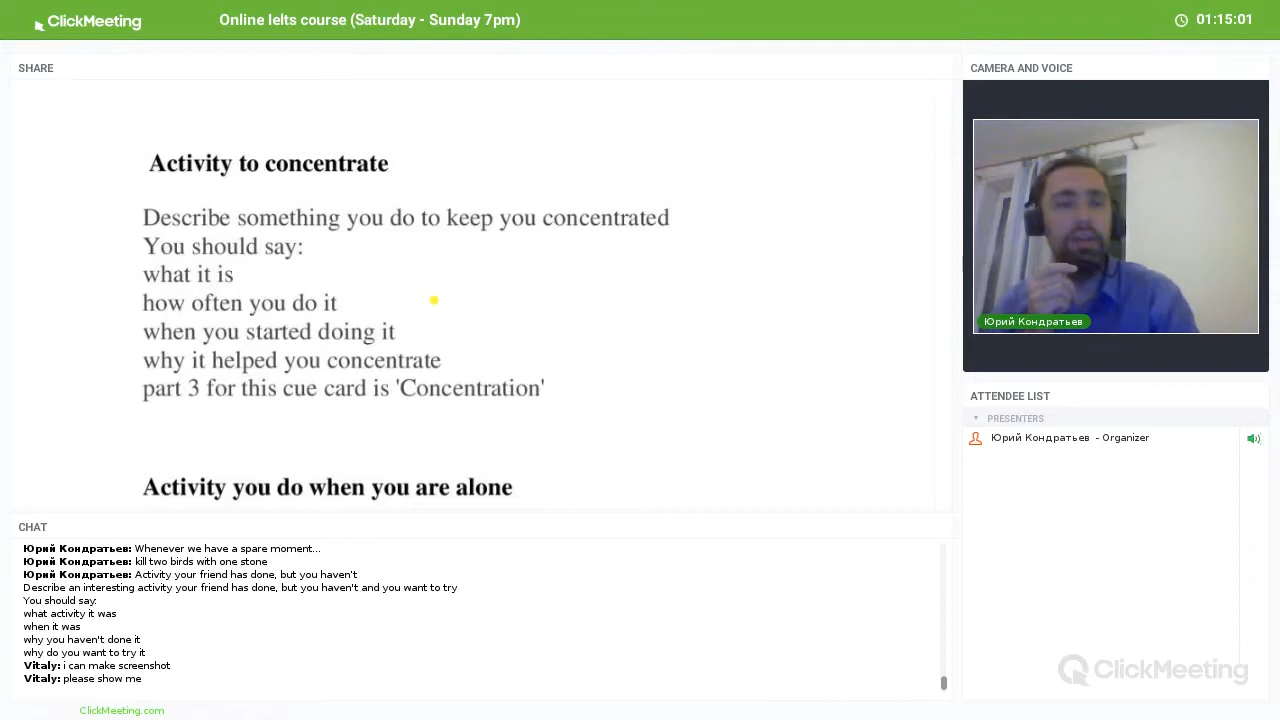 ClickMeeting
Online Ielts course (Saturday - Sunday 7pm)
01:15:01
SHARE
Activity to concentrate
Describe something you do to keep you concentrated
You should say:
what it is
how often you do it
when you started doing it
why it helped you concentrate
part 3 for this cue card is 'Concentration'
Activity you do when you are alone
CAMERA AND VOICE
Юрий Кондратьев
ATTENDEE LIST
PRESENTERS
Юрий Кондратьев - Organizer
CHAT
Юрий Кондратьев: Whenever we have a spare moment...
Юрий Кондратьев: kill two birds with one stone
Юрий Кондратьев: Activity your friend has done, but you haven't
Describe an interesting activity your friend has done, but you haven't and you want to try
You should say:
what activity it was
when it was
why you haven't done it
why do you want to try it
Vitaly: i can make screenshot
Vitaly: please show me
ClickMeeting
ClickMeeting.com